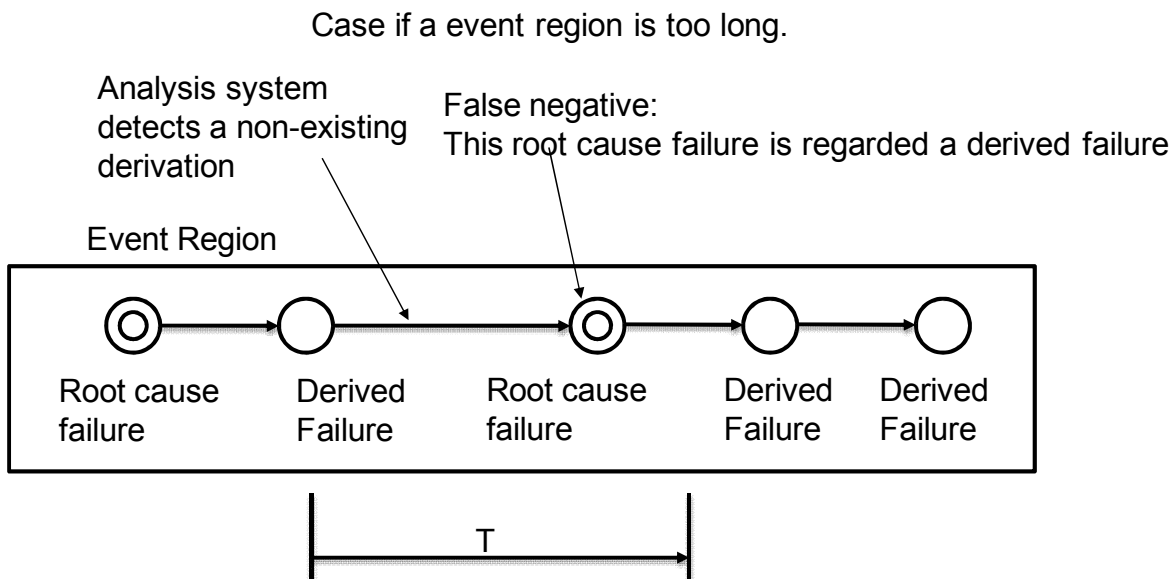 Case if a event region is too long.
Analysis system
detects a non-existing
derivation
False negative:
This root cause failure is regarded a derived failure
Event Region
Root cause
failure
Derived
Failure
Root cause
failure
Derived
Failure
Derived
Failure
T